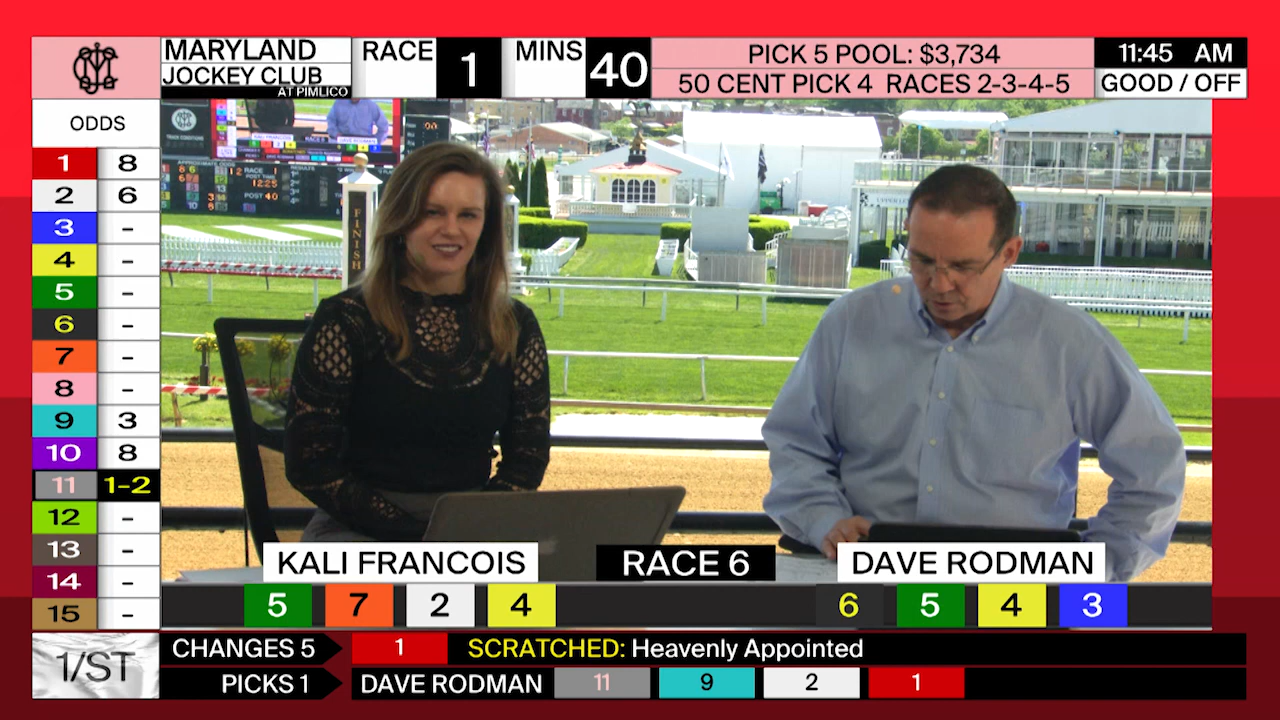 MARYLAND
JOCKEY CLUB
AT PIMLICO
RACE 1
MINS 40
PICK 5 POOL: $3,734
50 CENT PICK 4 RACES 2-3-4-5
11:45 AM
GOOD / OFF
ODDS
1 8
2 6
3 -
4 -
5 -
6 -
7 -
8 -
9 3
10 8
11 1-2
12 -
13 -
14 -
15 -
FINISH
KALI FRANCOIS
RACE 6
DAVE RODMAN
5 7 2 4
6 5 4 3
1/ST
CHANGES 5 1 SCRATCHED: Heavenly Appointed
PICKS 1 DAVE RODMAN 11 9 2 1